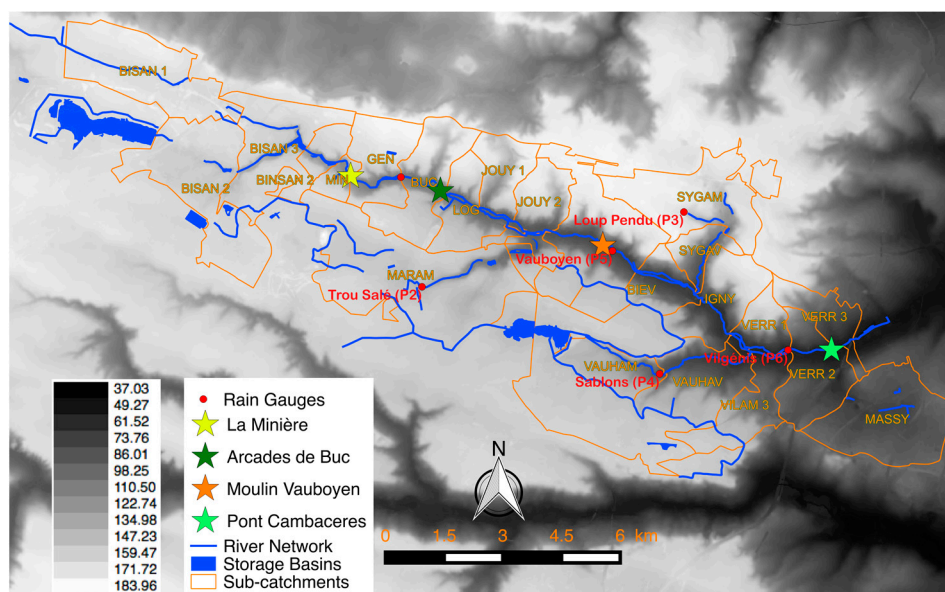 BISAN 1
BISAN 3
GEN
BISAN 2
BINSAN 2
BUC
LOG
JOUY 1
JOUY 2
SYGAM
Loup Pendu (P3)
SYGAV
Vauboyen (P5)
MARAM
Trou Salé (P2)
BIEV
IGNY
VERR 1
VERR 3
Vilgénis (P6)
VAUHAM
Sablons (P4)
VAUHAV
VERR 2
VILAM 3
MASSY
37.03
49.27
61.52
73.76
86.01
98.25
110.50
122.74
134.98
147.23
159.47
171.72
183.96
Rain Gauges
La Minière
Arcades de Buc
Moulin Vauboyen
Pont Cambaceres
River Network
Storage Basins
Sub-catchments
N
0 1.5 3 4.5 6 km